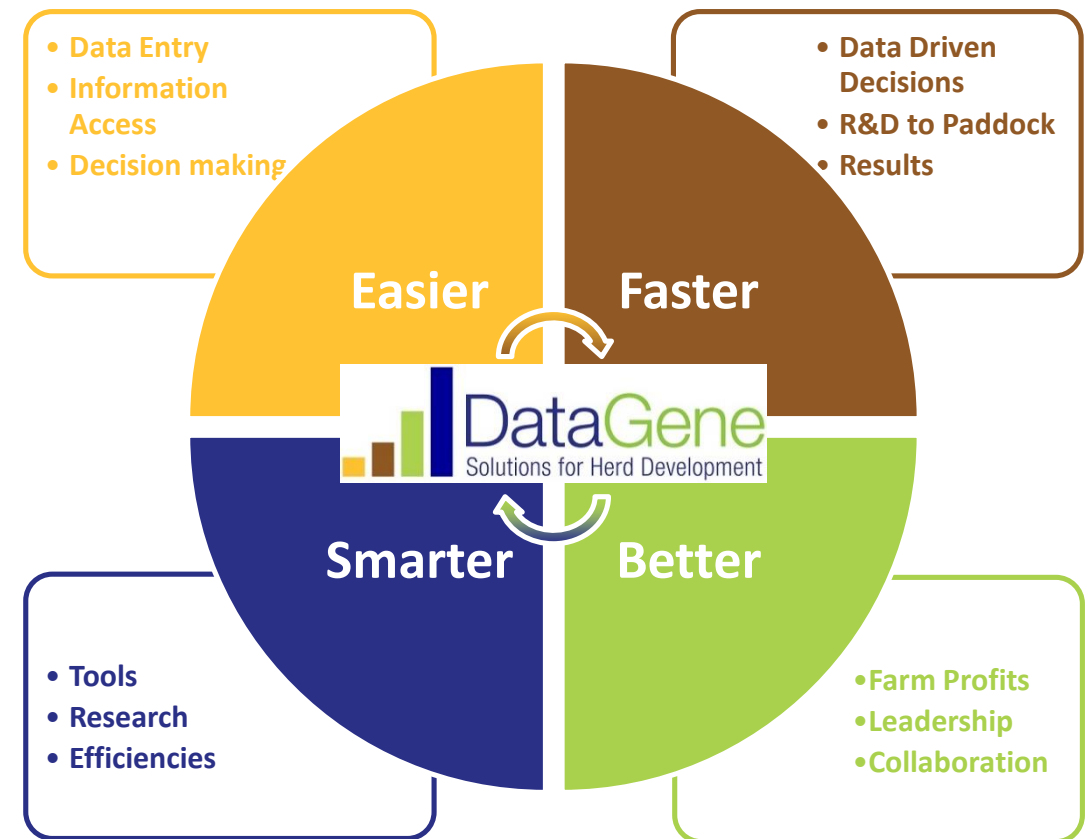 • Data Entry
• Information
Access
• Decision making
• Data Driven
Decisions
• R&D to Paddock
• Results
Easier
Faster
DataGene
Solutions for Herd Development
Smarter
Better
• Tools
• Research
• Efficiencies
•Farm Profits
•Leadership
•Collaboration